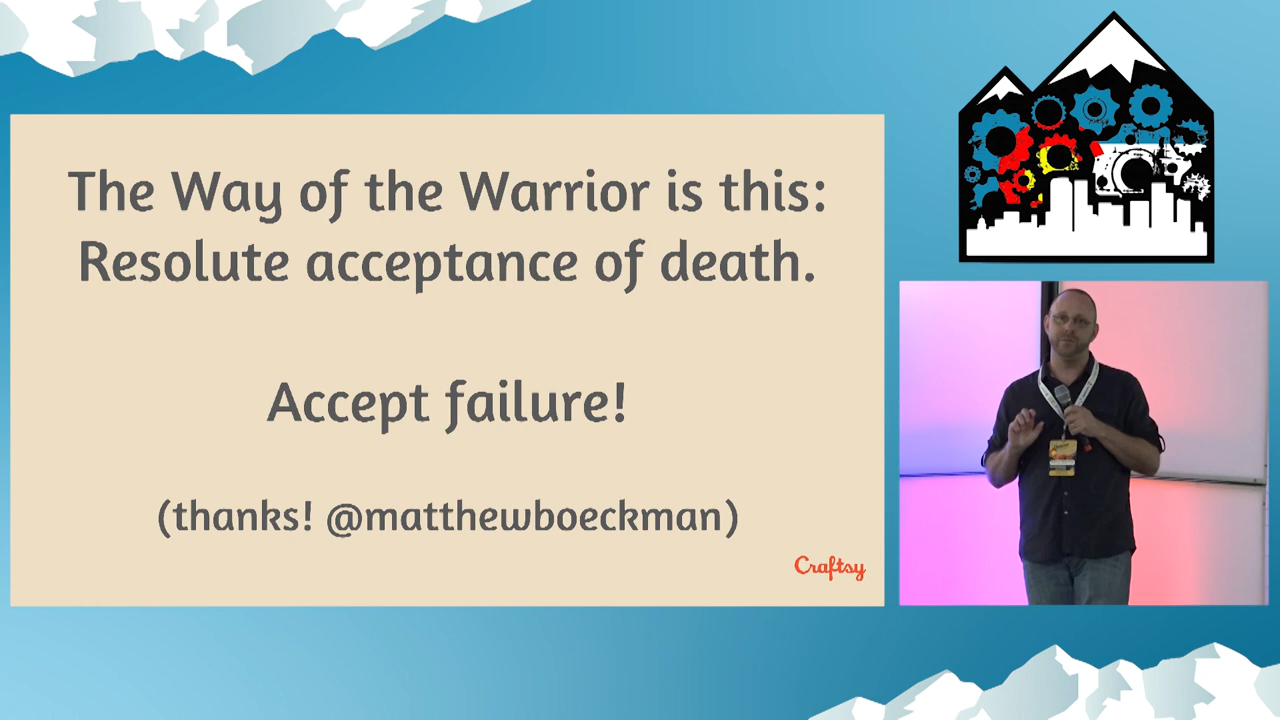 The Way of the Warrior is this:
Resolute acceptance of death.
Accept failure!
(thanks! @matthewboeckman)
Craftsy